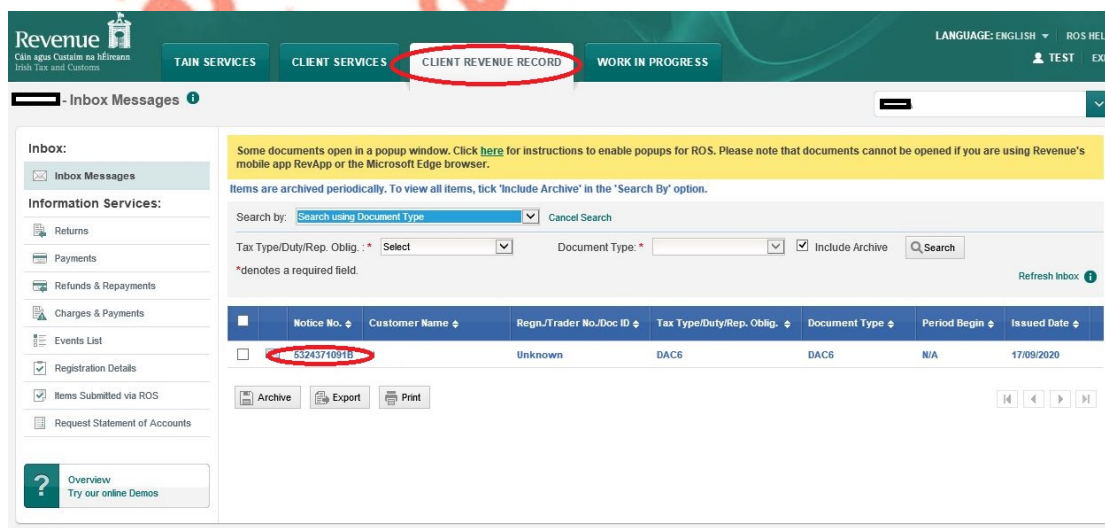 Revenue
Cáin agus Custaim na hÉireann
Irish Tax and Customs
TAIN SERVICES
CLIENT SERVICES
CLIENT REVENUE RECORD
WORK IN PROGRESS
LANGUAGE: ENGLISH
ROS HEL
TEST
- Inbox Messages
Inbox:
Inbox Messages
Information Services:
Returns
Payments
Refunds & Repayments
Charges & Payments
Events List
Registration Details
Items Submitted via ROS
Request Statement of Accounts
?
Overview
Try our online Demos
Some documents open in a popup window. Click here for instructions to enable popups for ROS. Please note that documents cannot be opened if you are using Revenue's
mobile app RevApp or the Microsoft Edge browser.
Items are archived periodically. To view all items, tick 'Include Archive' in the 'Search By' option.
Search by: Search using Document Type Cancel Search
Tax Type/Duty/Rep. Oblig. : * Select Document Type: * Include Archive Search
*denotes a required field.
Refresh Inbox
Notice No. Customer Name Regn./Trader No./Doc ID Tax Type/Duty/Rep. Oblig. Document Type Period Begin Issued Date
5324371091B Unknown DAC6 DAC6 N/A 17/09/2020
Archive Export Print